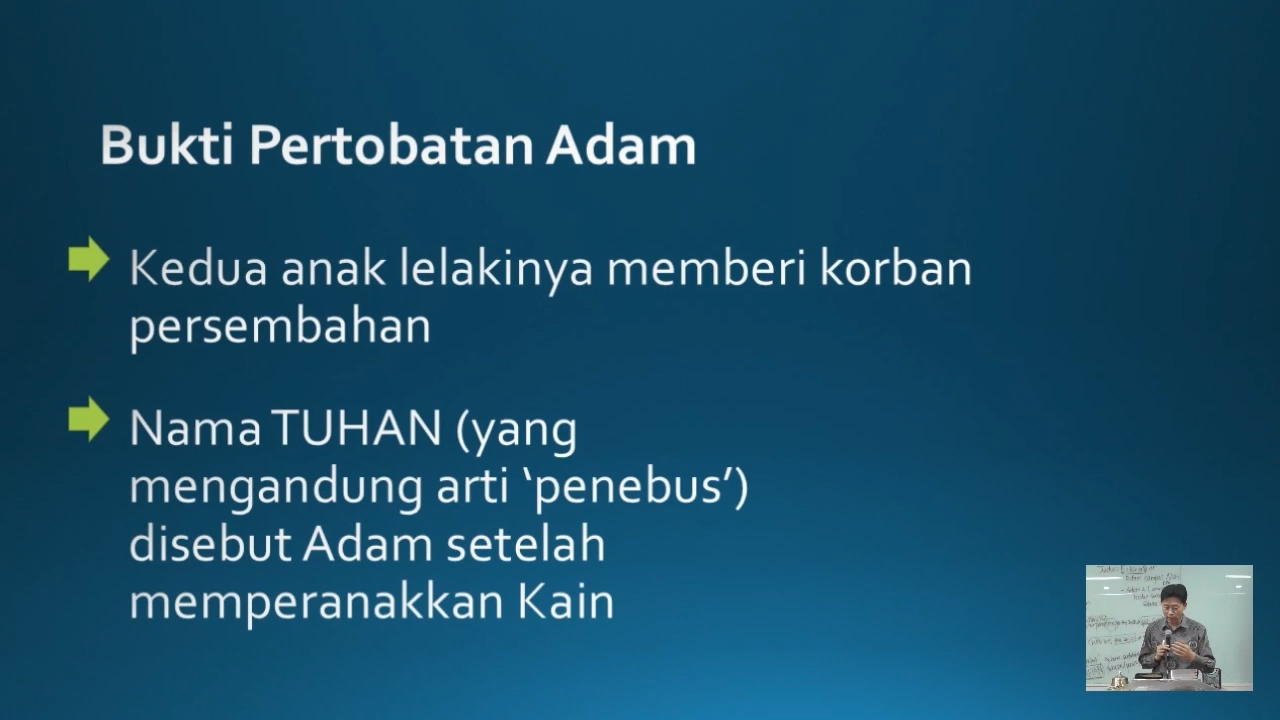 Bukti Pertobatan Adam
Kedua anak lelakinya memberi korban
persembahan
Nama TUHAN (yang
mengandung arti ‘penebus’)
disebut Adam setelah
memperanakkan Kain